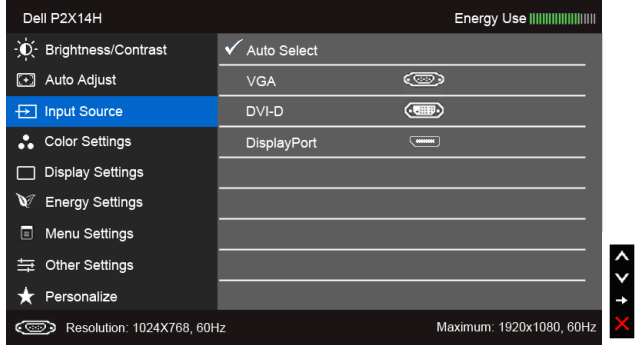 Dell P2X14H
Energy Use
Brightness/Contrast
Auto Adjust
Input Source
Color Settings
Display Settings
Energy Settings
Menu Settings
Other Settings
Personalize
Auto Select
VGA
DVI-D
DisplayPort
Resolution: 1024X768, 60Hz
Maximum: 1920x1080, 60Hz